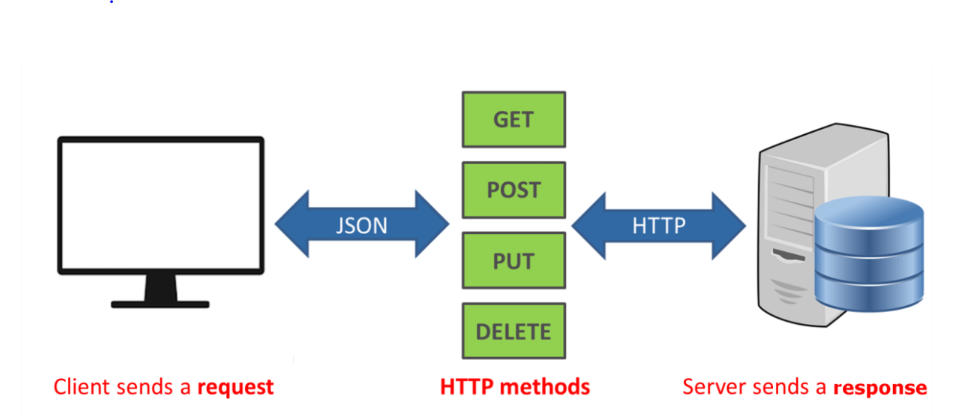 GET
POST
JSON
HTTP
PUT
DELETE
Client sends a request
HTTP methods
Server sends a response